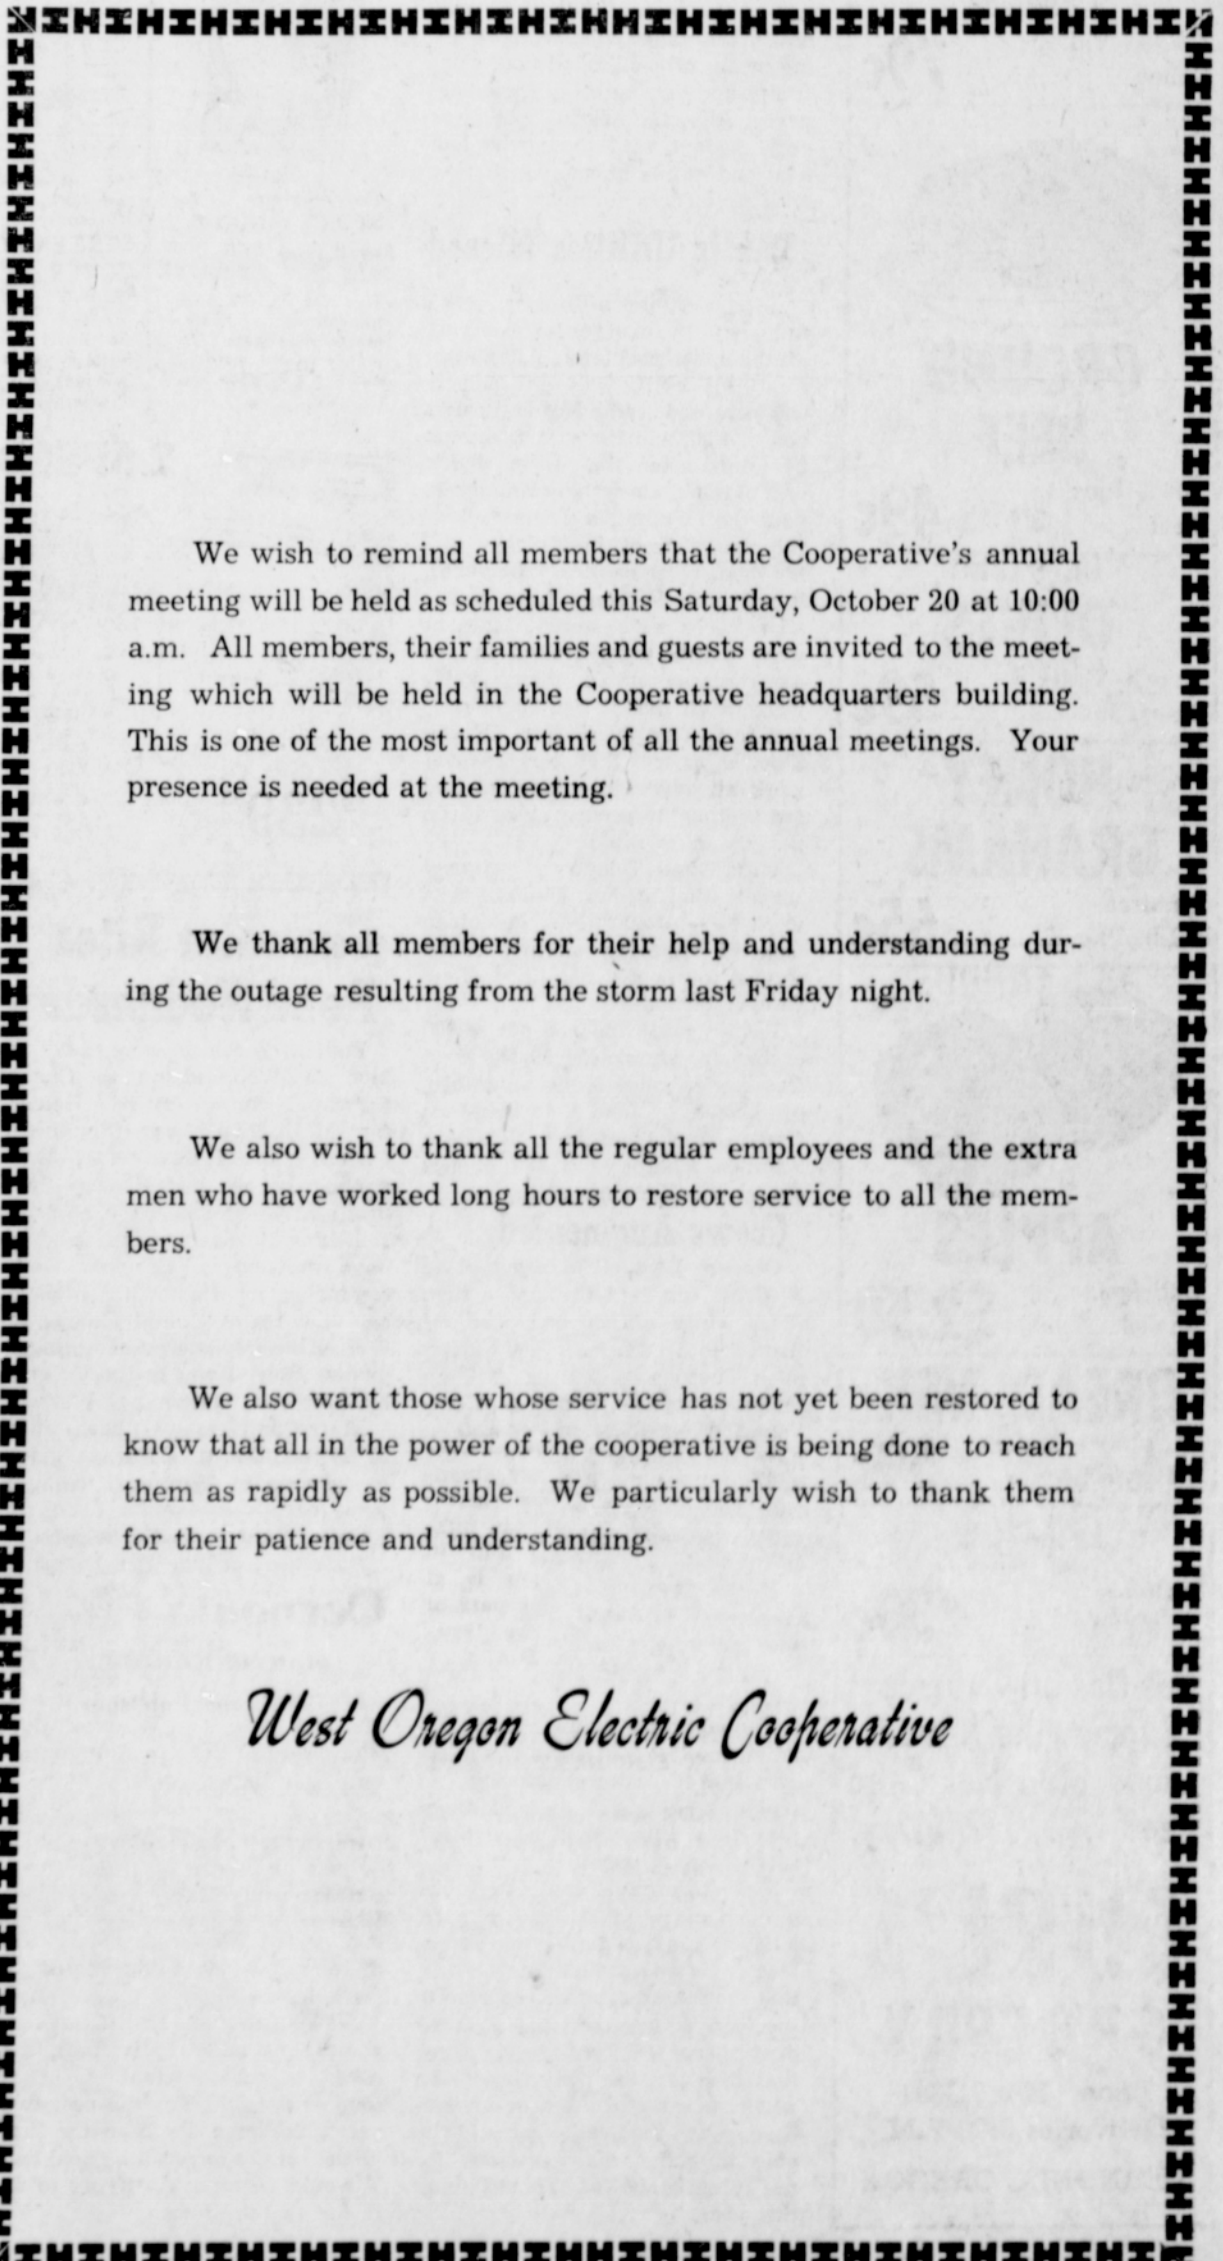 We wish to remind all members that the Cooperative's annual
meeting will be held as scheduled this Saturday, October 20 at 10:00
a.m. All members, their families and guests are invited to the meet-
ing which will be held in the Cooperative headquarters building.
This is one of the most important of all the annual meetings. Your
presence is needed at the meeting.
We thank all members for their help and understanding dur-
ing the outage resulting from the storm last Friday night.
We also wish to thank all the regular employees and the extra
men who have worked long hours to restore service to all the mem-
bers.
We also want those whose service has not yet been restored to
know that all in the power of the cooperative is being done to reach
them as rapidly as possible. We particularly wish to thank them
for their patience and understanding.
West Oregon Electric Cooperative